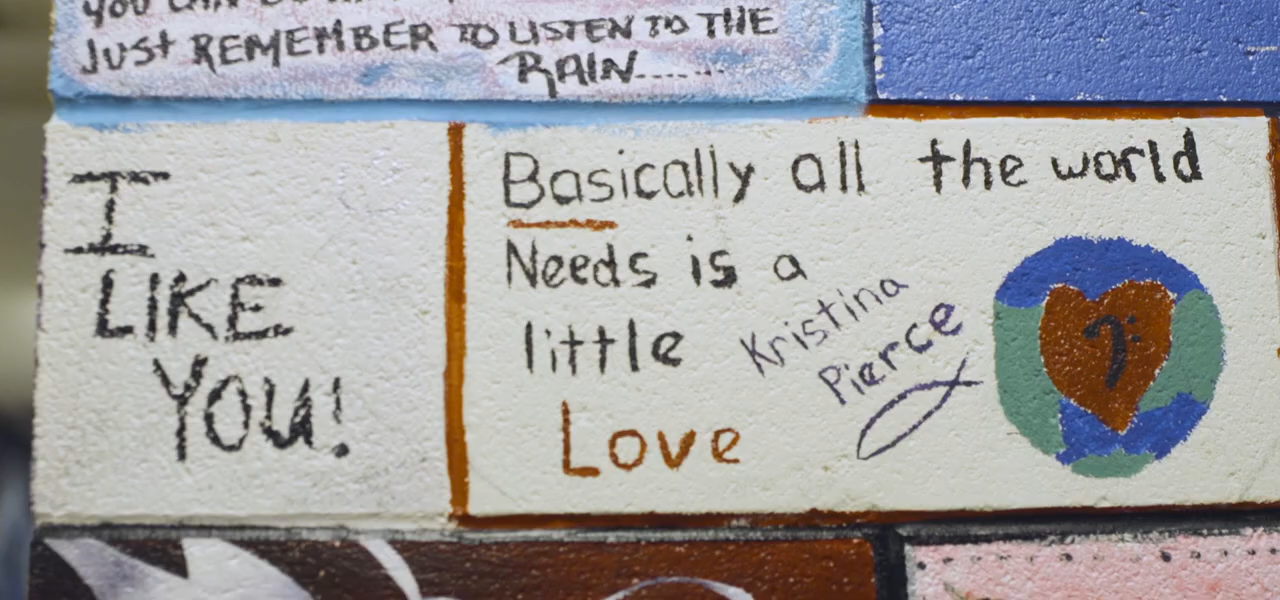 JUSt REMEMBER TO LISTEN TO THE
RAIN.......
I
LIKE
YOU!
Basically all the world
Needs is a
little
Love
Kristina
Pierce